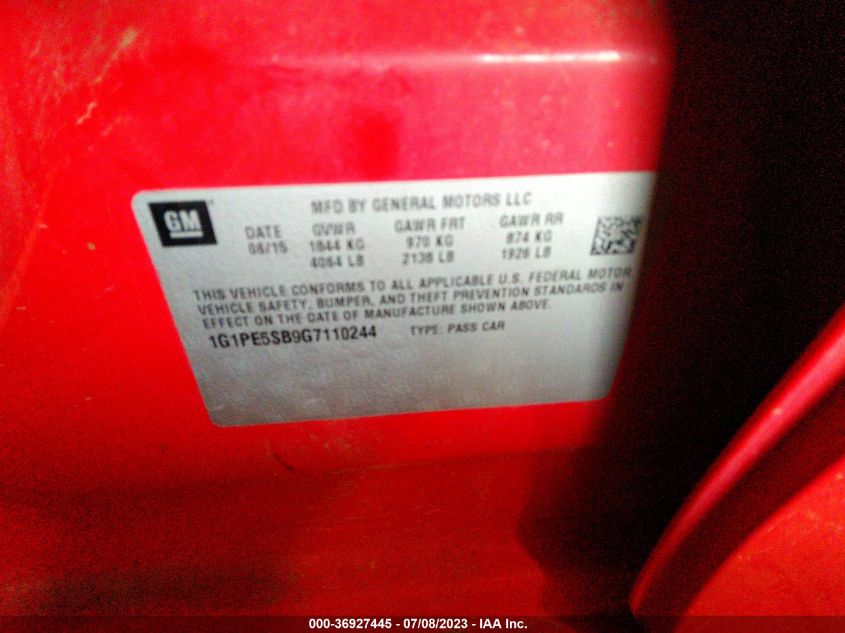 MFD BY GENERAL MOTORS LLC
GM
DATE GVWR GAWR FRT GAWR RR
08/15 1844 KG 970 KG 874 KG
4064 LB 2138 LB 1926 LB
THIS VEHICLE CONFORMS TO ALL APPLICABLE U.S. FEDERAL MOTOR
VEHICLE SAFETY, BUMPER, AND THEFT PREVENTION STANDARDS IN
EFFECT ON THE DATE OF MANUFACTURE SHOWN ABOVE.
1G1PE5SB9G7110244 TYPE: PASS CAR
000-36927445 - 07/08/2023 - IAA Inc.